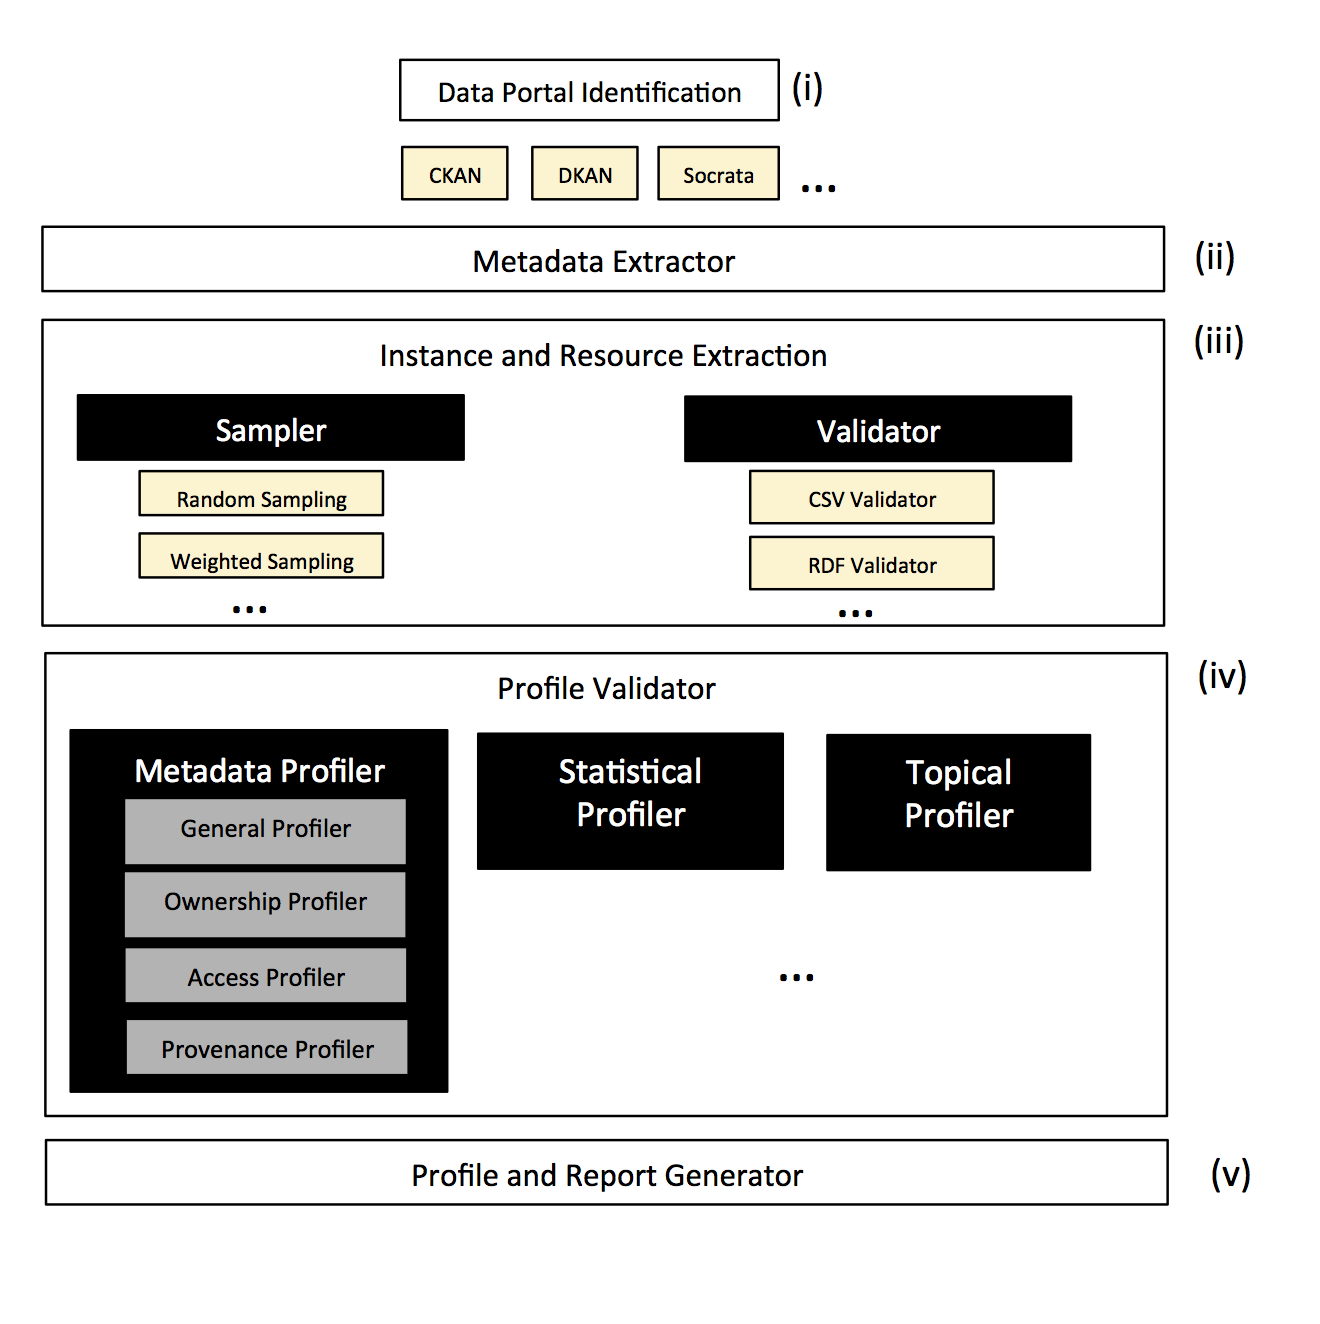 Data Portal Identification (i)
CKAN DKAN Socrata ...
Metadata Extractor (ii)
Instance and Resource Extraction (iii)
Sampler
Random Sampling
Weighted Sampling
...
Validator
CSV Validator
RDF Validator
...
Profile Validator (iv)
Metadata Profiler
General Profiler
Ownership Profiler
Access Profiler
Provenance Profiler
Statistical
Profiler
Topical
Profiler
...
Profile and Report Generator (v)